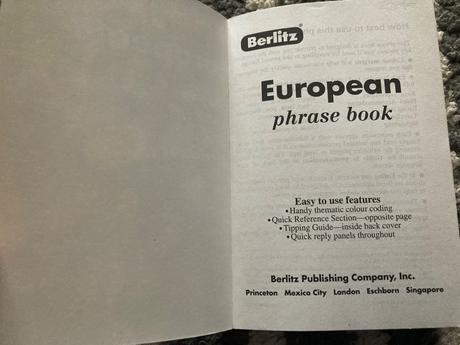 Berlitz®
European
phrase book
Easy to use features
•Handy thematic colour coding
•Quick Reference Section—opposite page
•Tipping Guide—inside back cover
•Quick reply panels throughout
Berlitz Publishing Company, Inc.
Princeton Mexico City London Eschborn Singapore